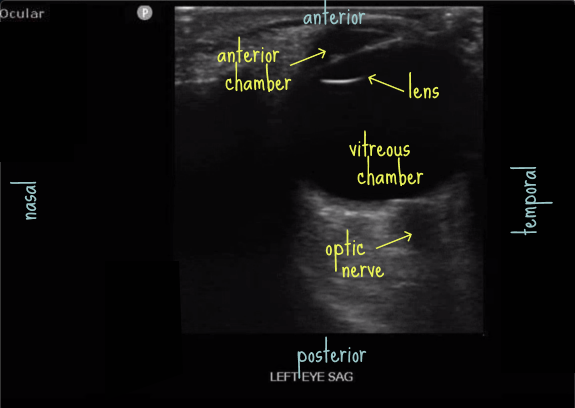 Ocular
P
anterior
anterior
chamber
lens
vitreous
chamber
nasal
temporal
optic
nerve
posterior
LEFT EYE SAG